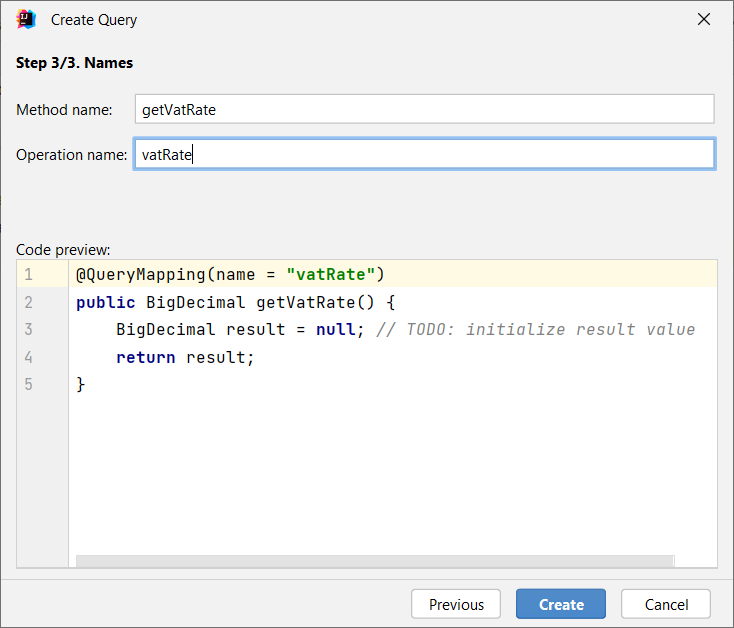 Create Query
Step 3/3. Names
Method name: getVatRate
Operation name: vatRate
Code preview:
1 @QueryMapping(name = "vatRate")
2 public BigDecimal getVatRate() {
3     BigDecimal result = null; // TODO: initialize result value
4     return result;
5 }
Previous Create Cancel